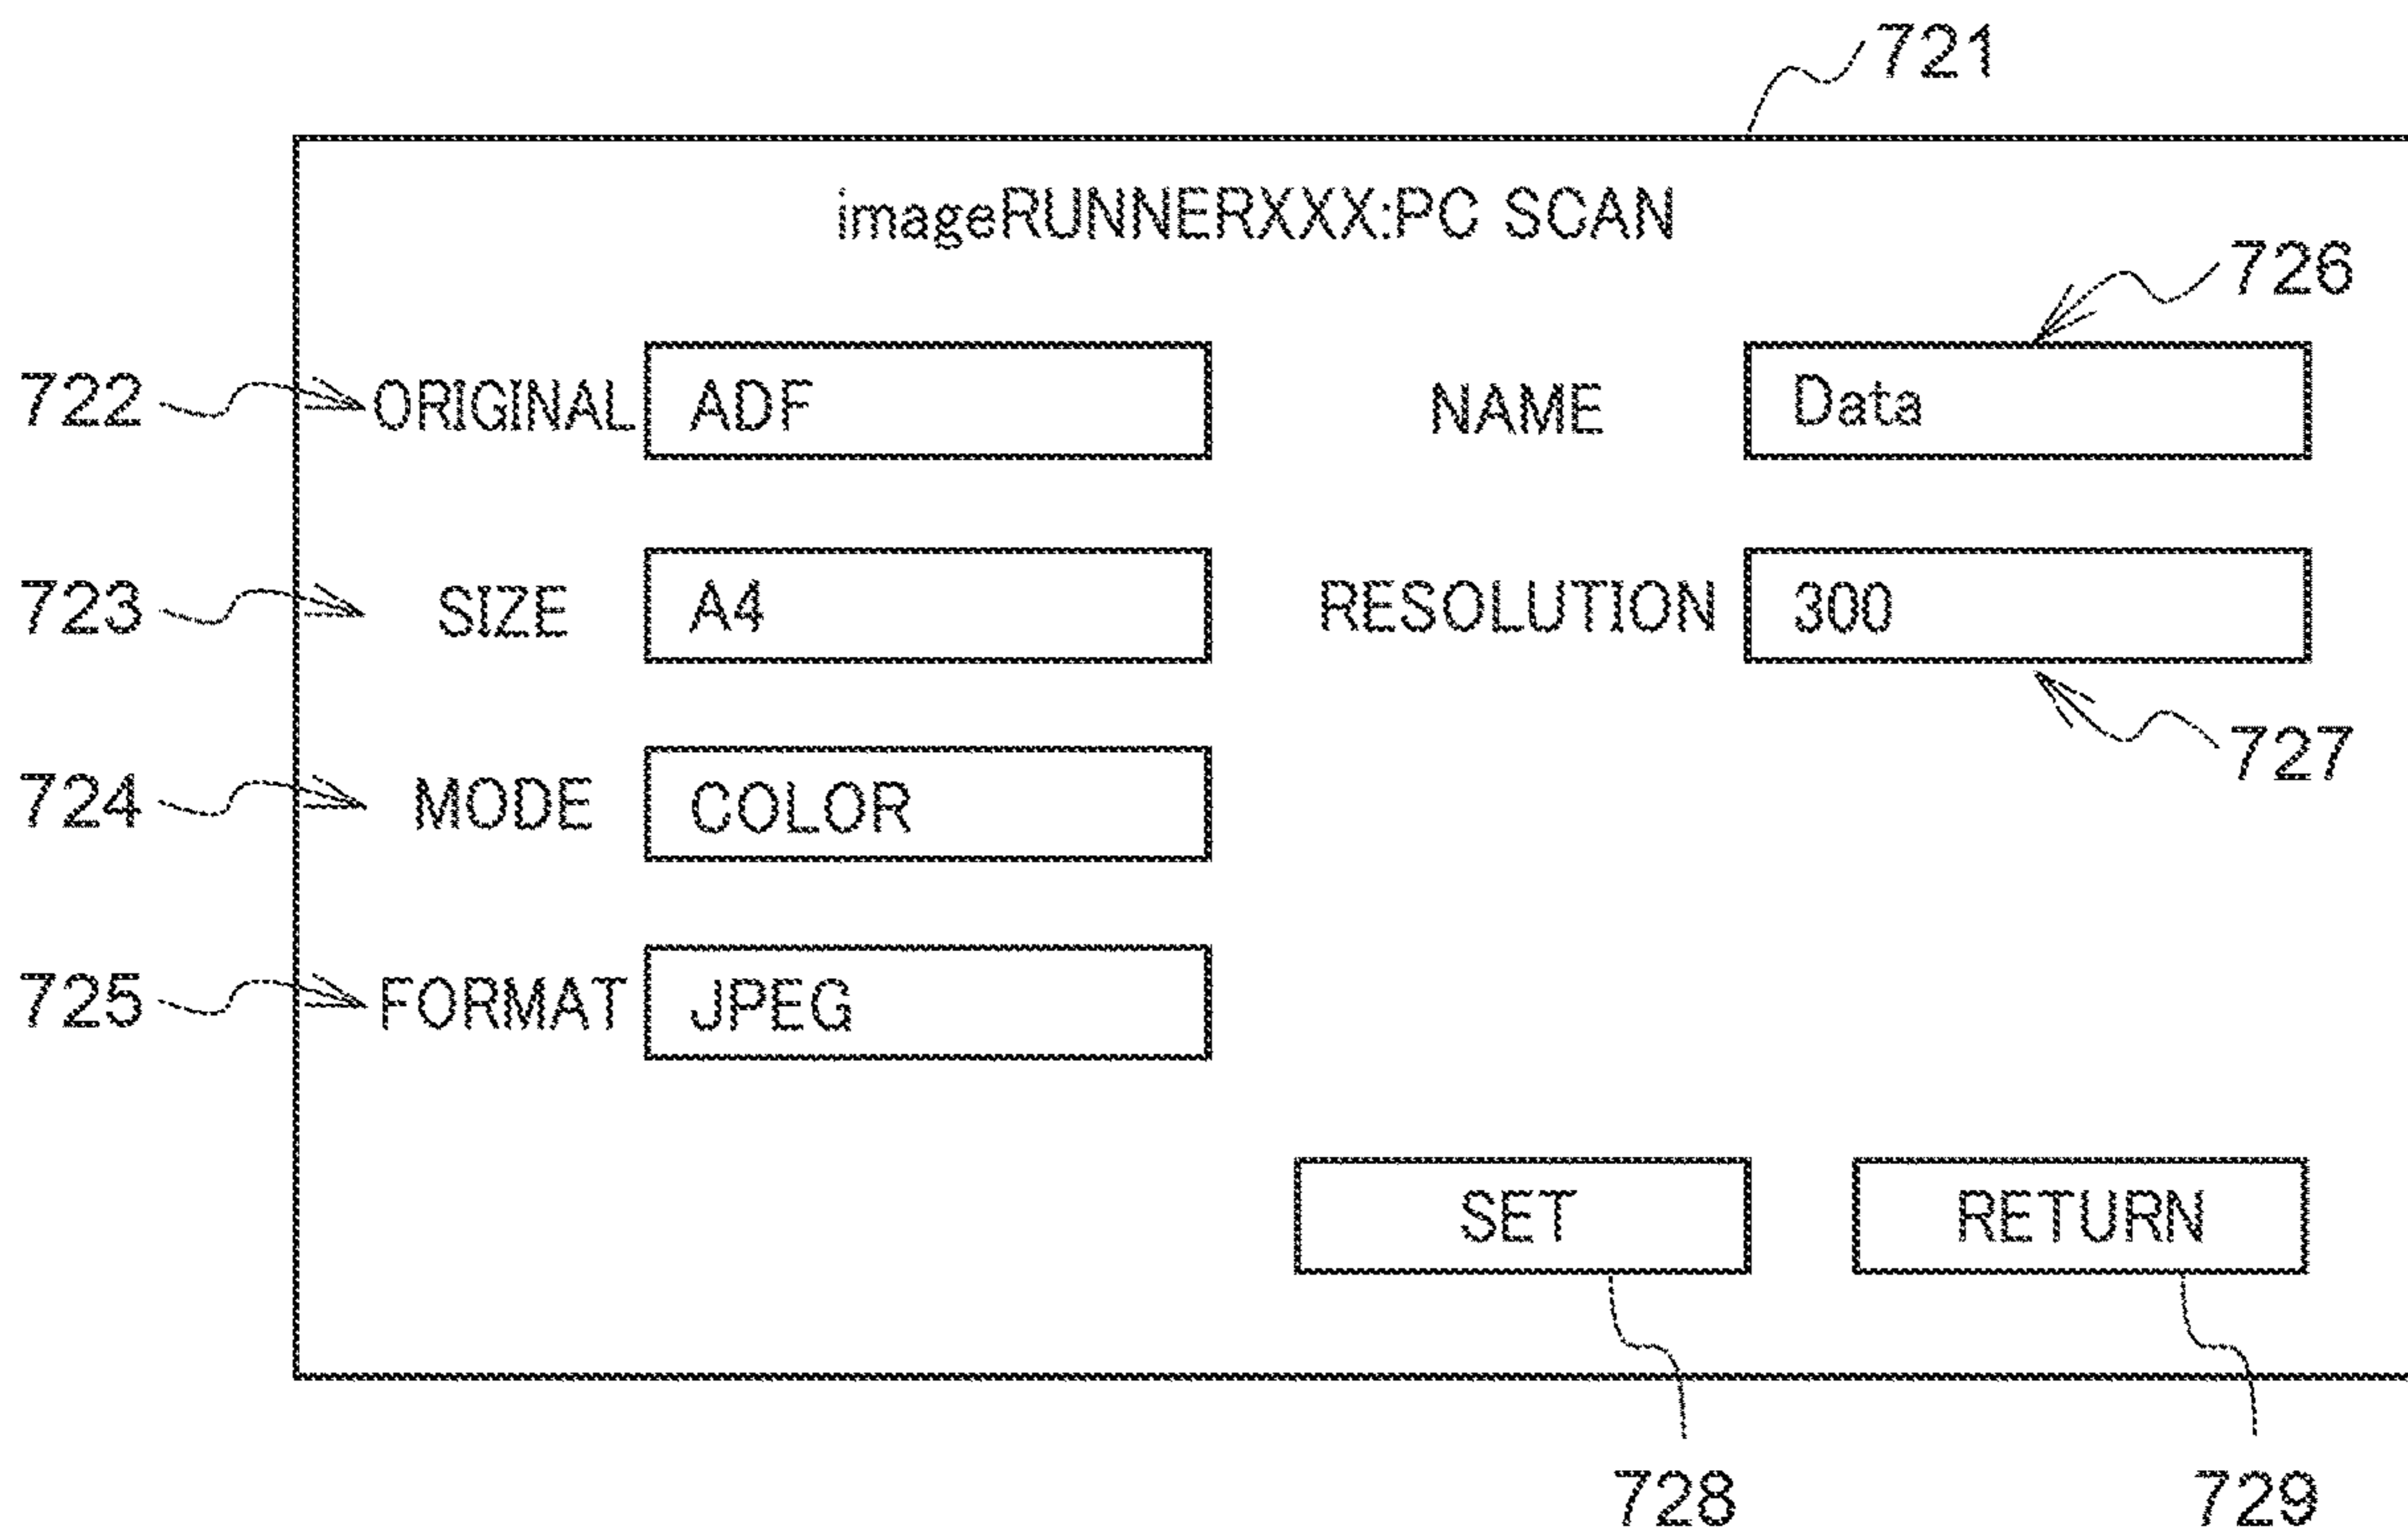 721
imageRUNNERXXX:PC SCAN
726
722 ORIGINAL ADF NAME Data
723 SIZE A4 RESOLUTION 300
727
724 MODE COLOR
725 FORMAT JPEG
SET RETURN
728 729